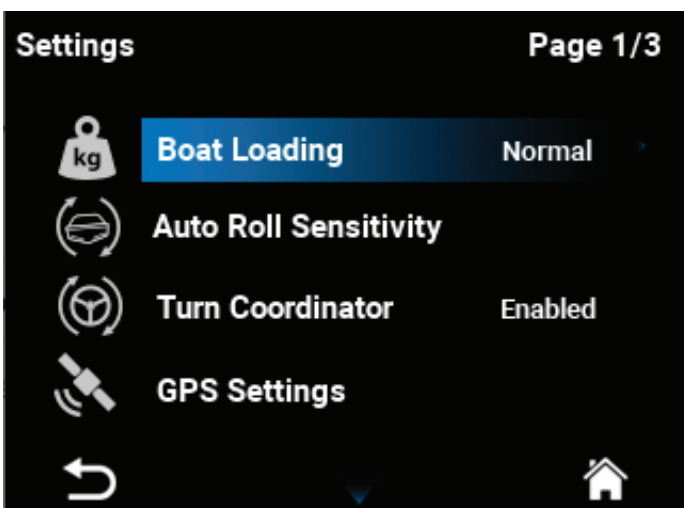 Settings Page 1/3
kg Boat Loading Normal
Auto Roll Sensitivity
Turn Coordinator Enabled
GPS Settings